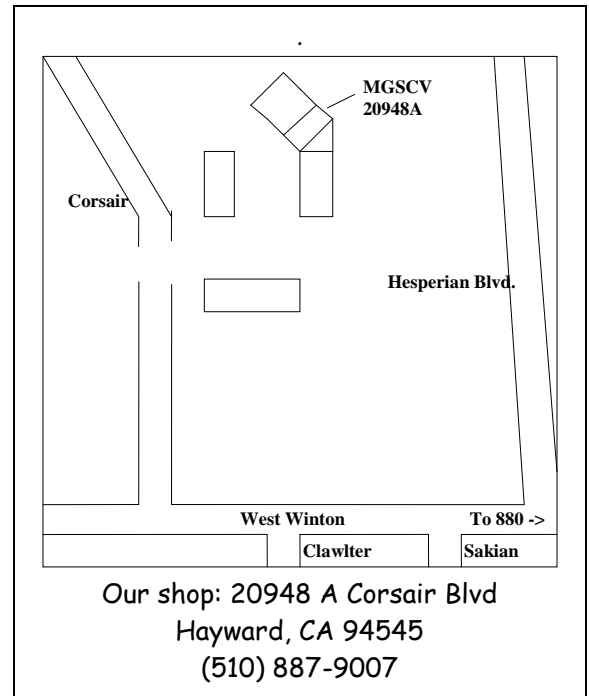 MGSCV
20948A
Corsair
Hesperian Blvd.
West Winton
To 880 ->
Clawlter
Sakian
Our shop: 20948 A Corsair Blvd
Hayward, CA 94545
(510) 887-9007